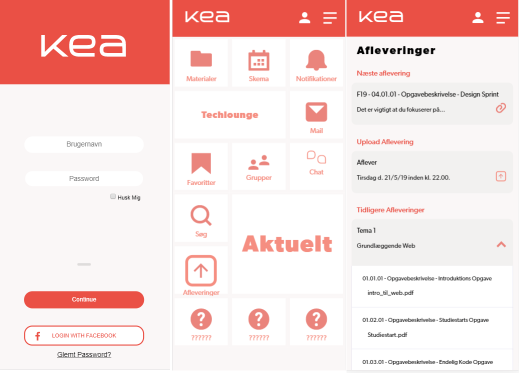 kea
Brugernavn
Password
Husk Mig
Continue
LOGIN WITH FACEBOOK
Glemt Password?
kea
Materialer
Skema
Notifikationer
Techlounge
Mail
Favoritter
Grupper
Chat
Søg
Aktuelt
Afleveringer
??????
??????
??????
kea
Afleveringer
Næste aflevering
F19 - 04.01.01 - Opgavebeskrivelse - Design Sprint
Det er vigtigt at du fokuserer på...
Upload Aflevering
Aflever
Tirsdag d. 21/5/19 inden kl. 22.00.
Tidligere Afleveringer
Tema 1
Grundlæggende Web
01.01.01 - Opgavebeskrivelse - Introduktions Opgave
intro_til_web.pdf
01.02.01 - Opgavebeskrivelse - Studiestarts Opgave
Studiestart.pdf
01.03.01 - Opgavebeskrivelse - Endelig Kode Opgave